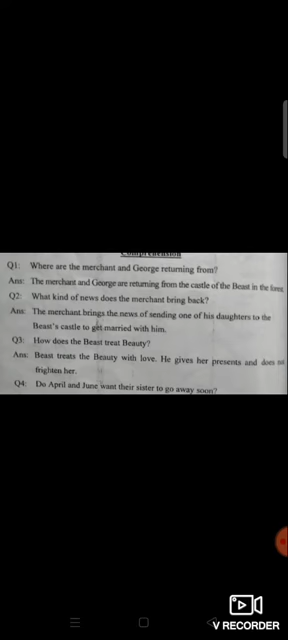 Comprehension
Q1: Where are the merchant and George returning from?
Ans: The merchant and George are returning from the castle of the Beast in the forest
Q2: What kind of news does the merchant bring back?
Ans: The merchant brings the news of sending one of his daughters to the
Beast's castle to get married with him.
Q3: How does the Beast treat Beauty?
Ans: Beast treats the Beauty with love. He gives her presents and does not
frighten her.
Q4: Do April and June want their sister to go away soon?
V RECORDER